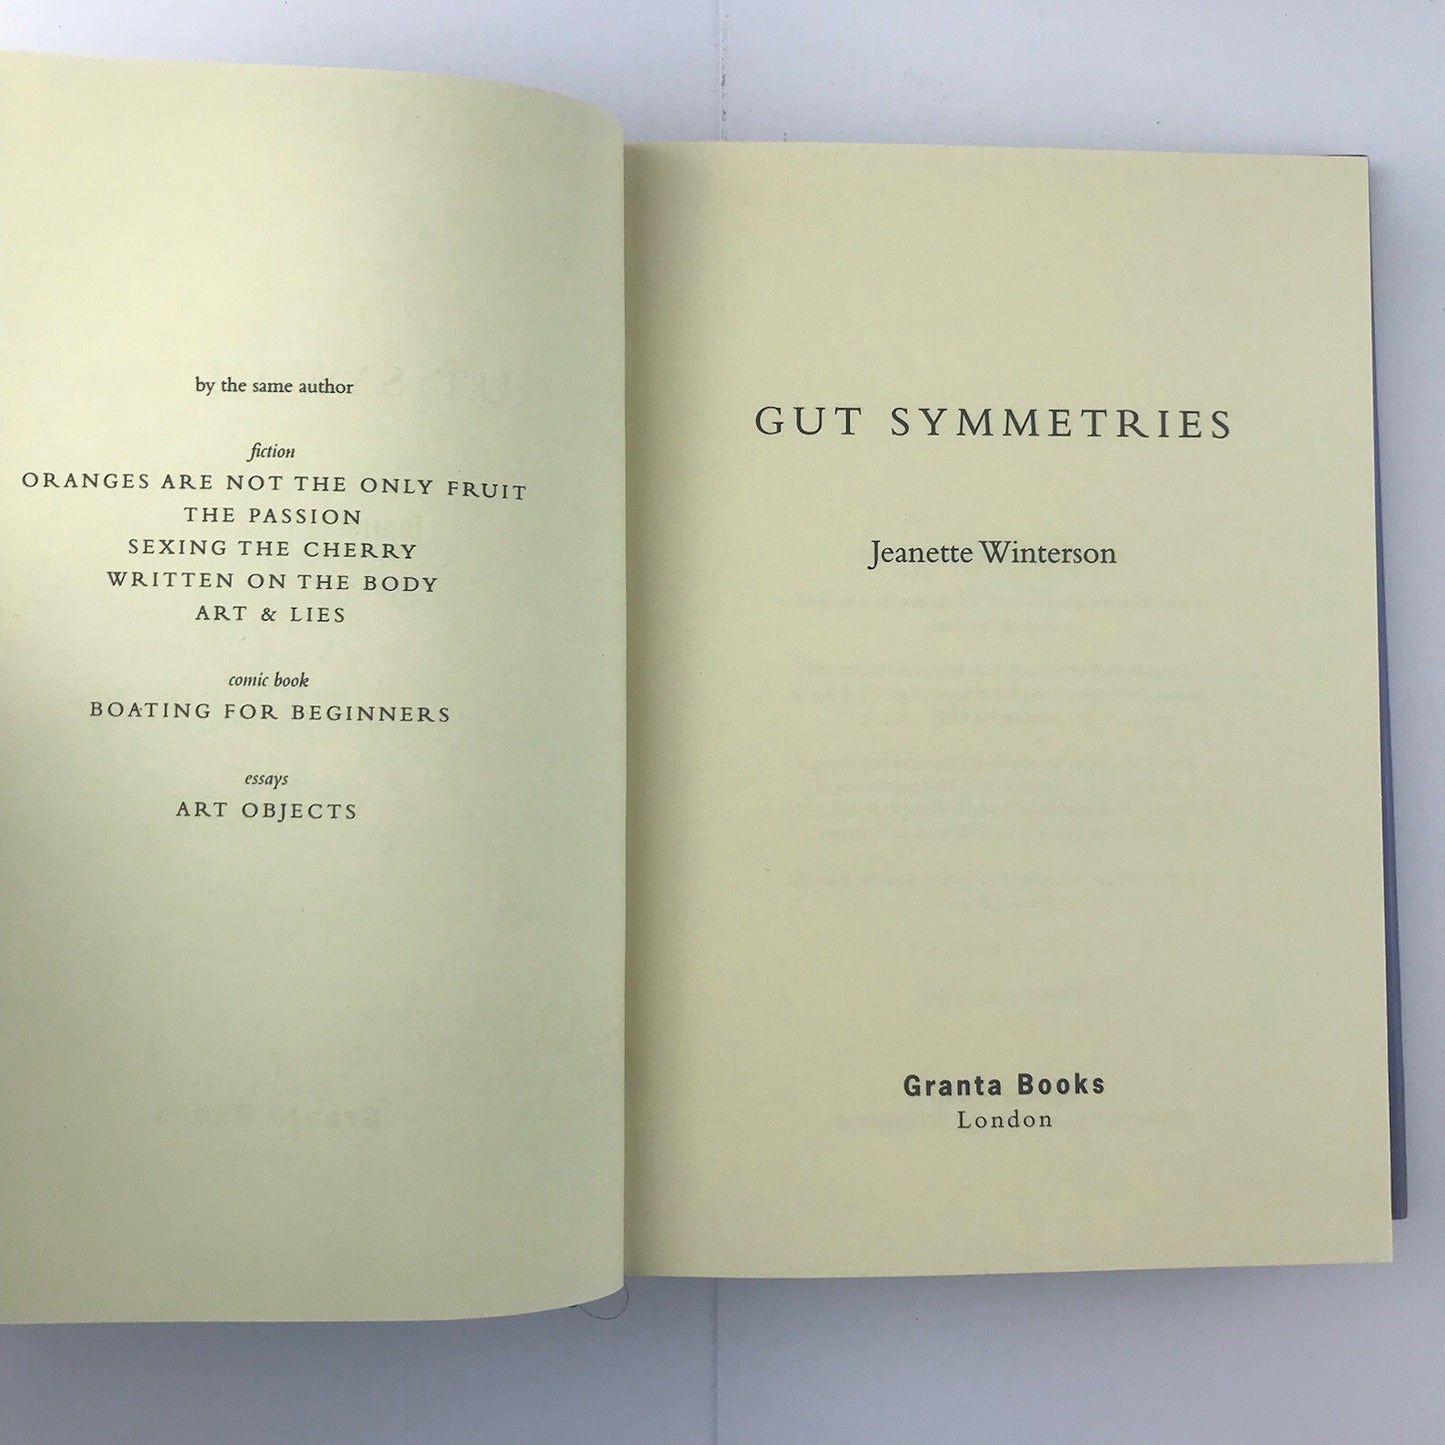 by the same author
fiction
ORANGES ARE NOT THE ONLY FRUIT
THE PASSION
SEXING THE CHERRY
WRITTEN ON THE BODY
ART & LIES
comic book
BOATING FOR BEGINNERS
essays
ART OBJECTS
GUT SYMMETRIES
Jeanette Winterson
Granta Books
London